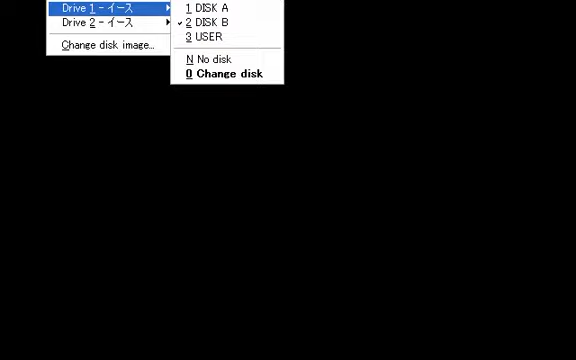 Drive 1 - イース
Drive 2 - イース
Change disk image...
1 DISK A
2 DISK B
3 USER
N No disk
0 Change disk